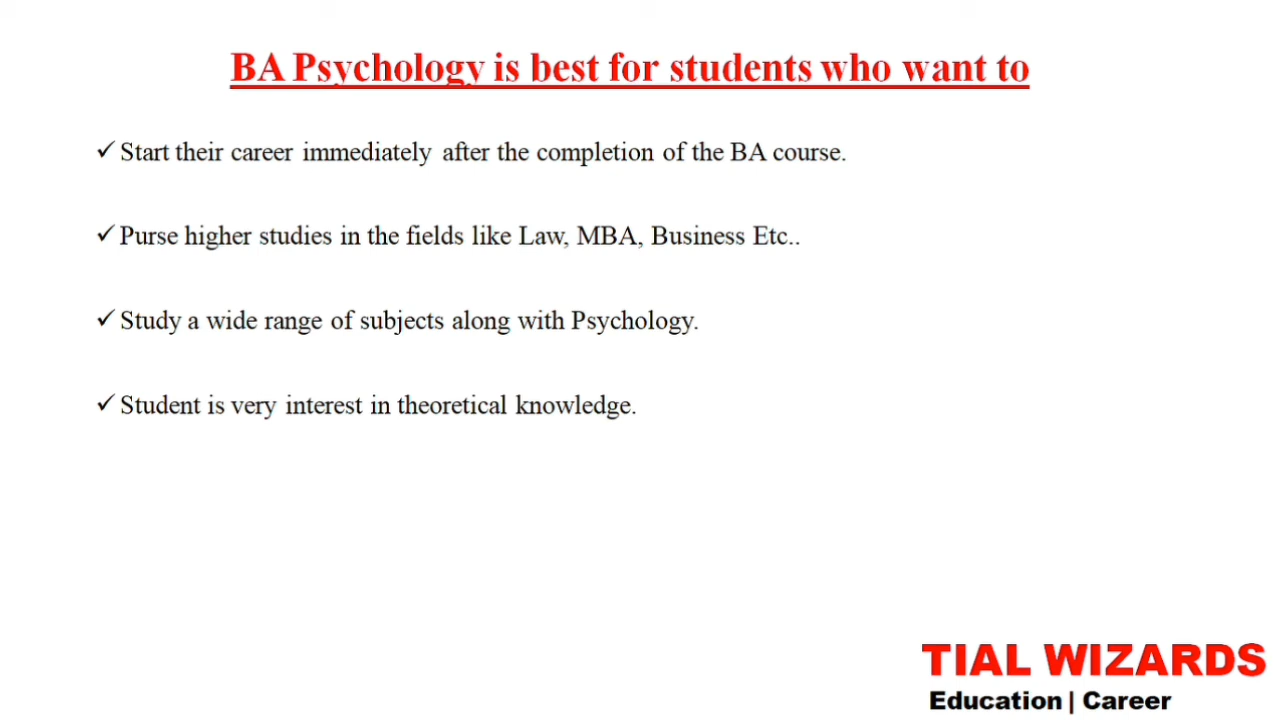 BA Psychology is best for students who want to
✓ Start their career immediately after the completion of the BA course.
✓ Purse higher studies in the fields like Law, MBA, Business Etc..
✓ Study a wide range of subjects along with Psychology.
✓ Student is very interest in theoretical knowledge.
TIAL WIZARDS
Education | Career